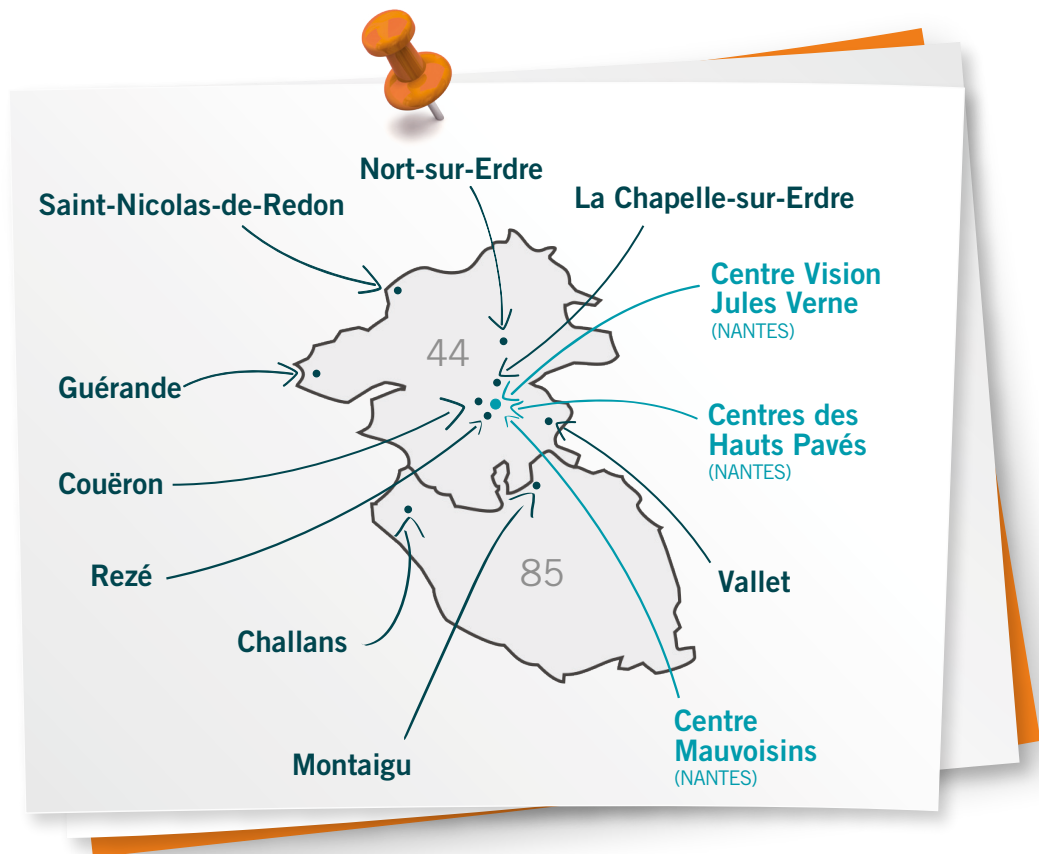 Nort-sur-Erdre
La Chapelle-sur-Erdre
Saint-Nicolas-de-Redon
Centre Vision
Jules Verne
(NANTES)
44
Guérande
Centres des
Hauts Pavés
(NANTES)
Couëron
Rezé
85
Vallet
Challans
Centre
Mauvoisins
(NANTES)
Montaigu